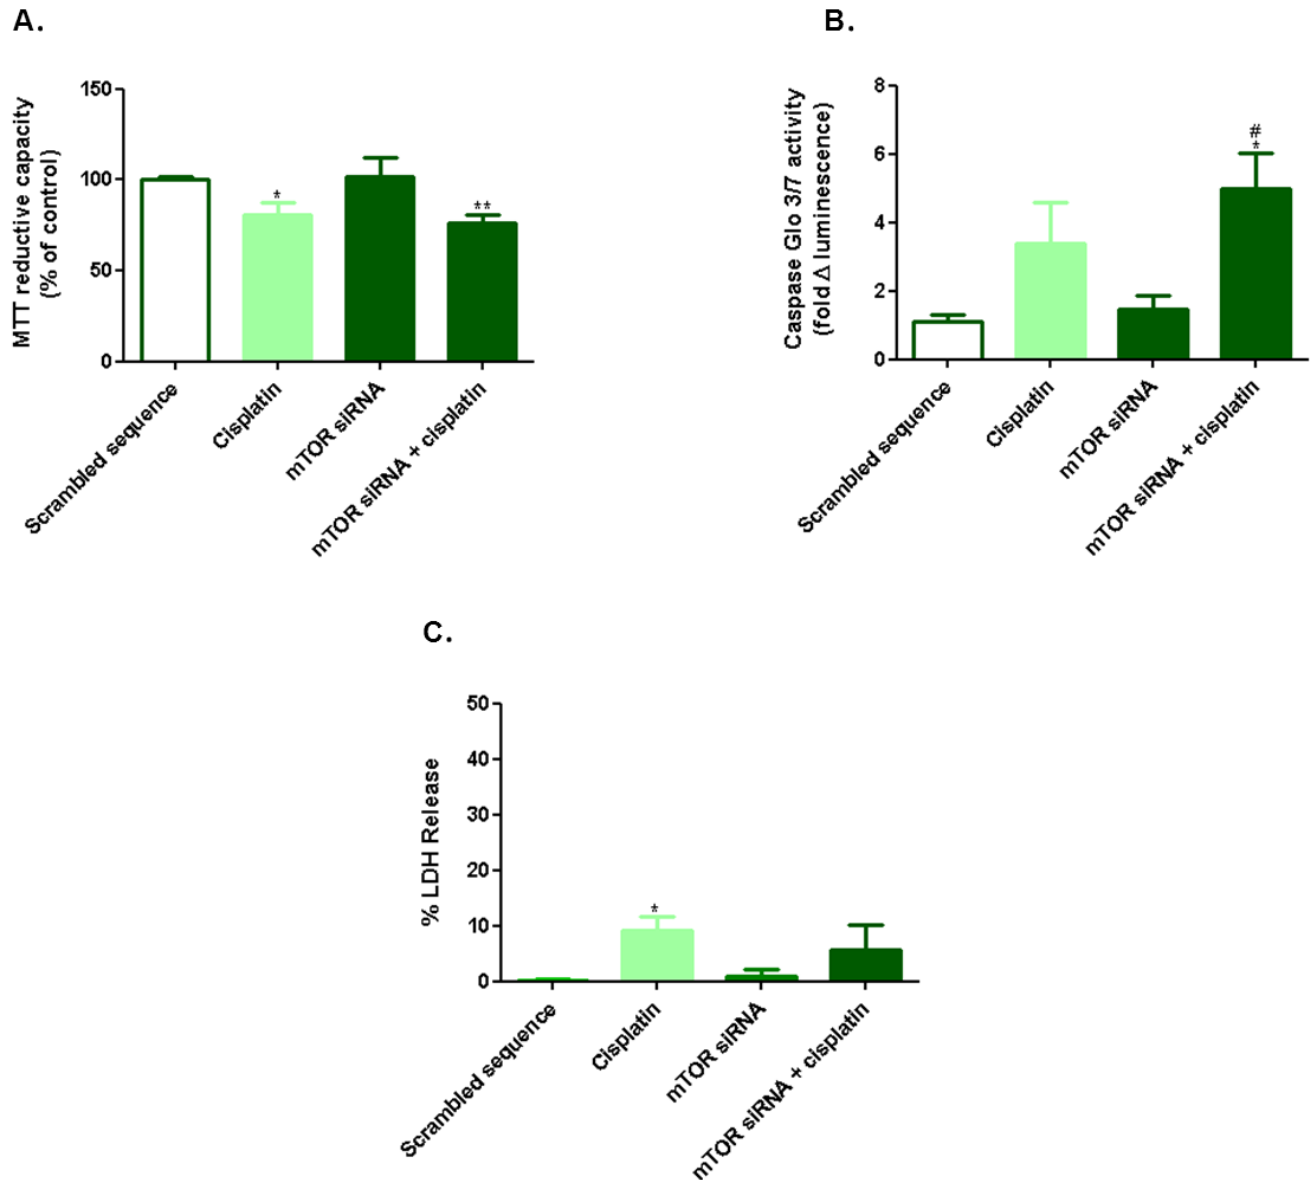 A.
MTT reductive capacity
(% of control)
150
100
50
0
*
**
Scrambled sequence
Cisplatin
mTOR siRNA
mTOR siRNA + cisplatin
B.
Caspase Glo 3/7 activity
(fold Δ luminescence)
8
6
4
2
0
#
*
Scrambled sequence
Cisplatin
mTOR siRNA
mTOR siRNA + cisplatin
C.
% LDH Release
50
40
30
20
10
0
*
Scrambled sequence
Cisplatin
mTOR siRNA
mTOR siRNA + cisplatin